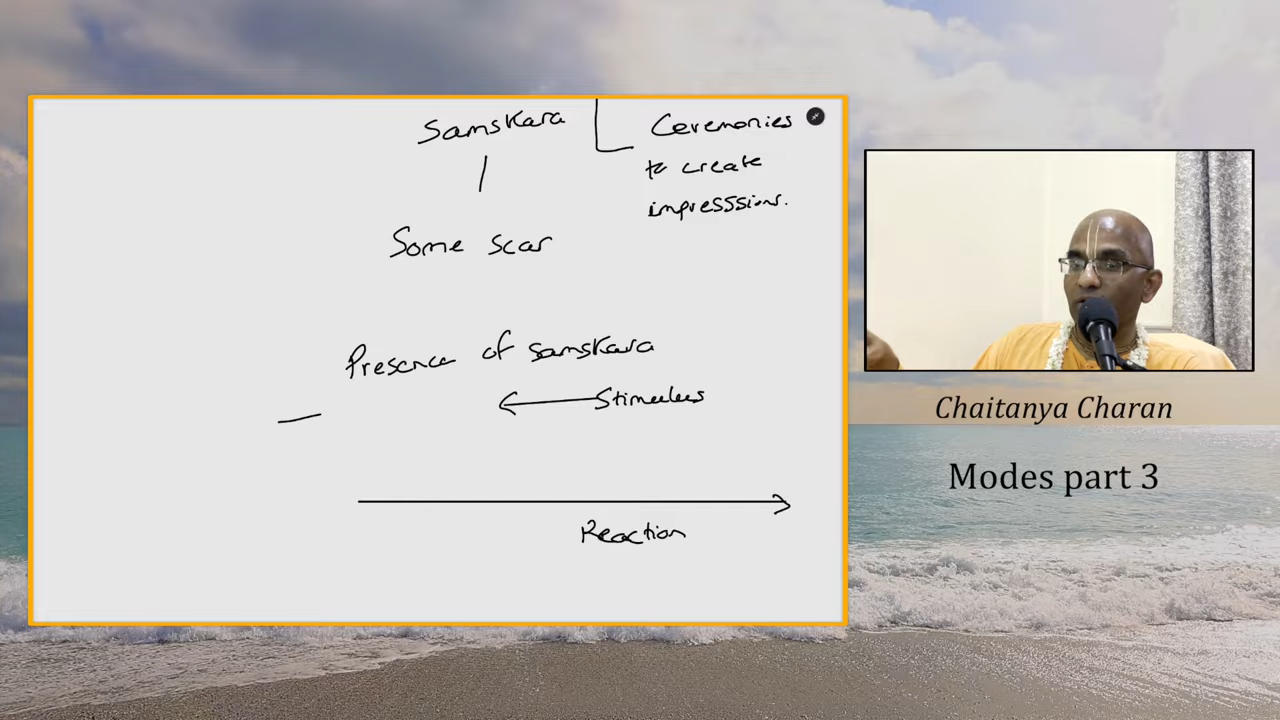 Samskara
Ceremonies
to create
impresssions.
Some scar
Presence of samskara
Stimulus
Reaction
Chaitanya Charan
Modes part 3